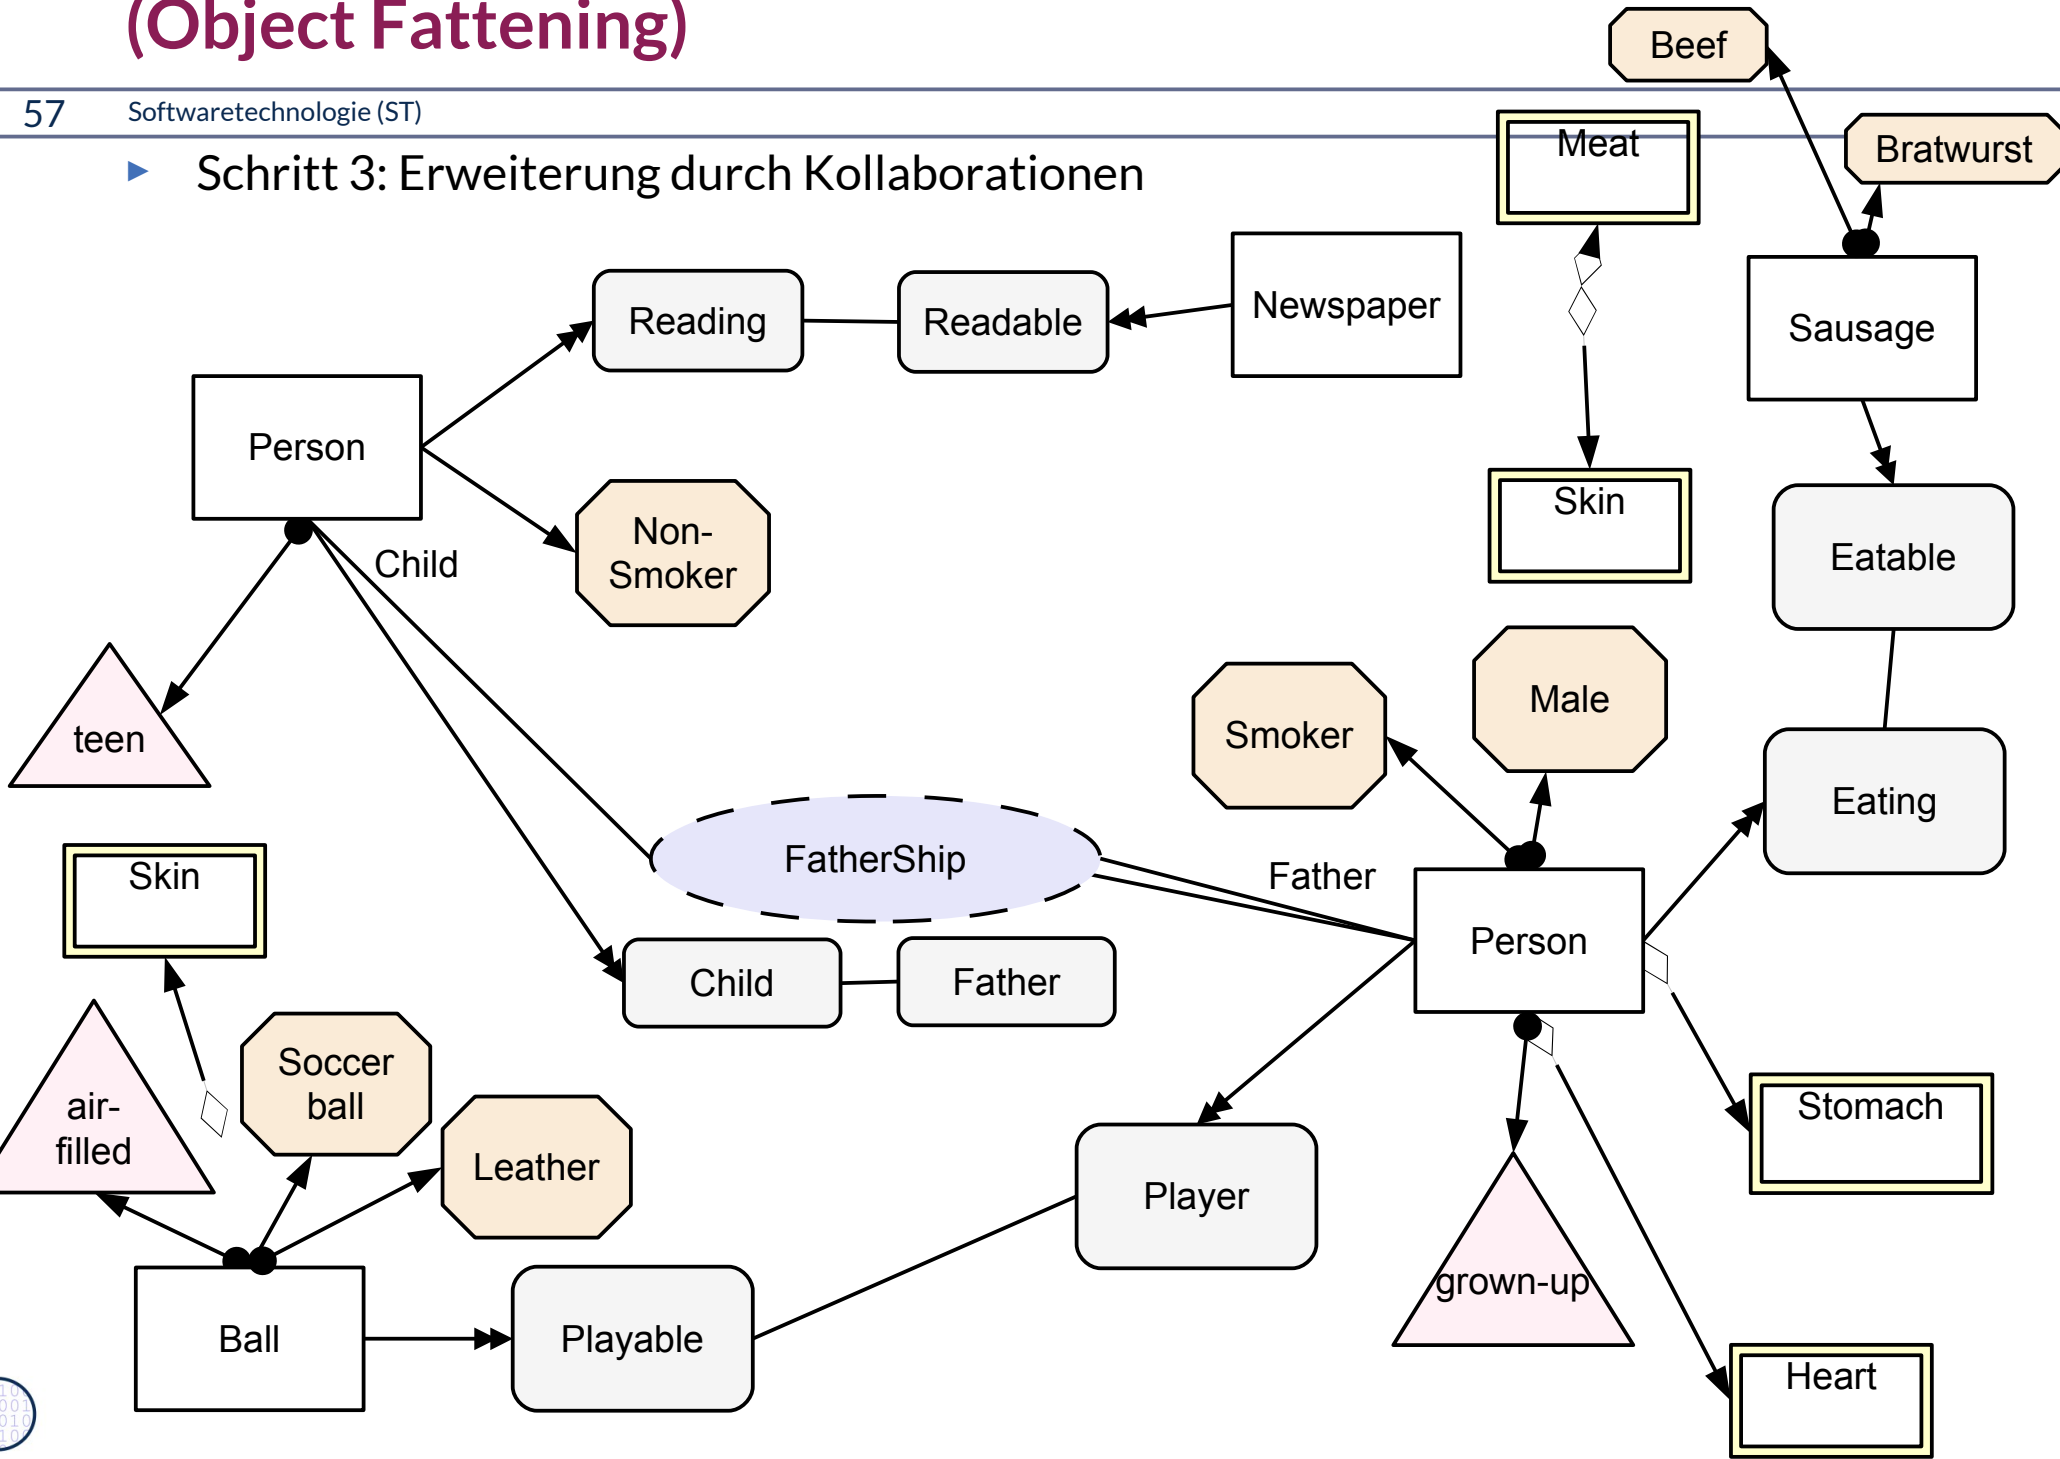 (Object Fattening)
57
Softwaretechnologie (ST)
Schritt 3: Erweiterung durch Kollaborationen
Beef
Meat
Bratwurst
Reading
Readable
Newspaper
Sausage
Person
Non-
Smoker
Child
Skin
Eatable
teen
Smoker
Male
Eating
FatherShip
Father
Skin
Person
Child
Father
Soccer
ball
air-
filled
Leather
Stomach
Player
grown-up
Ball
Playable
Heart